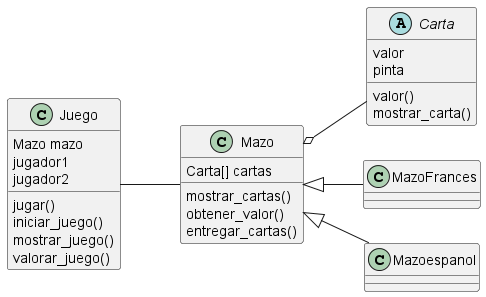 C Juego
Mazo mazo
jugador1
jugador2
jugar()
iniciar_juego()
mostrar_juego()
valorar_juego()
C Mazo
Carta[] cartas
mostrar_cartas()
obtener_valor()
entregar_cartas()
A Carta
valor
pinta
valor()
mostrar_carta()
C MazoFrances
C Mazoespanol